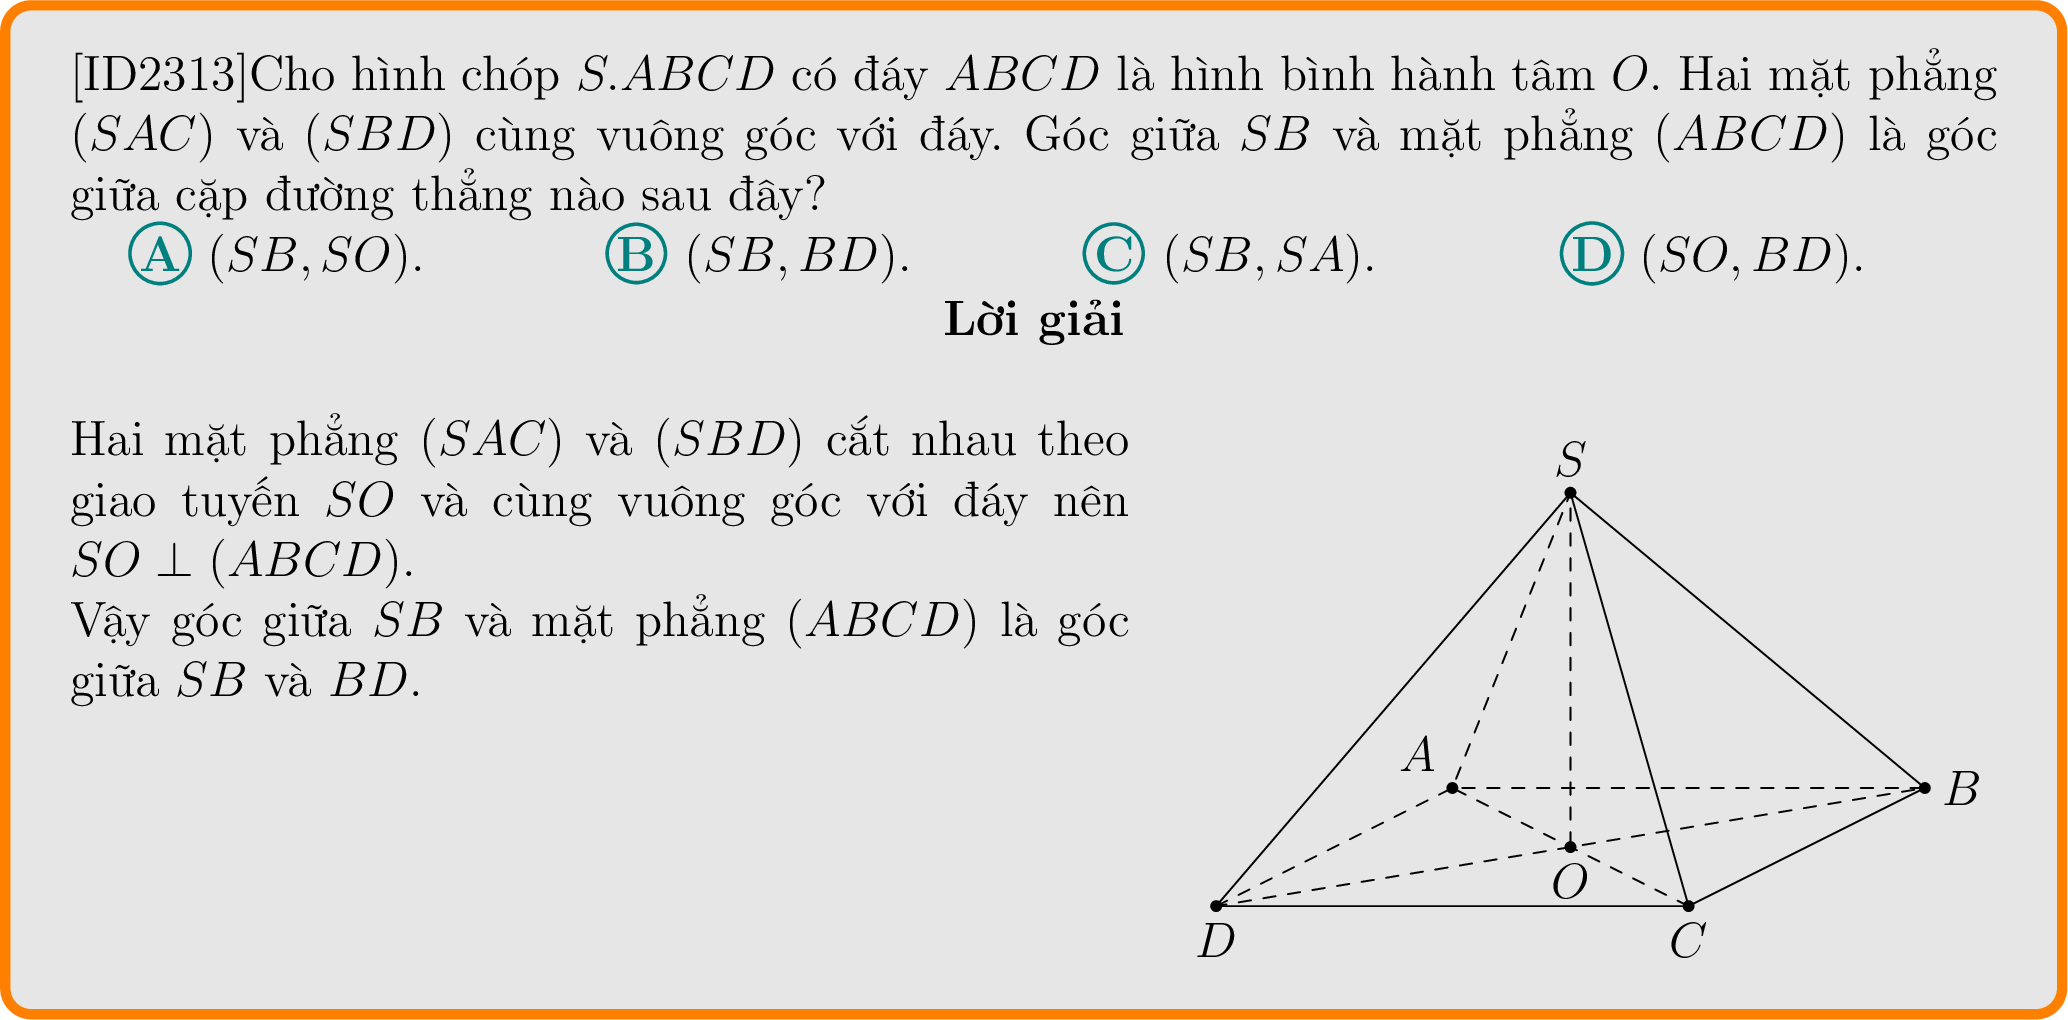 [ID2313]Cho hình chóp S.ABCD có đáy ABCD là hình bình hành tâm O. Hai mặt phẳng
(SAC) và (SBD) cùng vuông góc với đáy. Góc giữa SB và mặt phẳng (ABCD) là góc
giữa cặp đường thẳng nào sau đây?
A (SB, SO). B (SB, BD). C (SB, SA). D (SO, BD).
Lời giải
Hai mặt phẳng (SAC) và (SBD) cắt nhau theo
giao tuyến SO và cùng vuông góc với đáy nên
SO ⊥ (ABCD).
Vậy góc giữa SB và mặt phẳng (ABCD) là góc
giữa SB và BD.
S
A
B
O
D
C